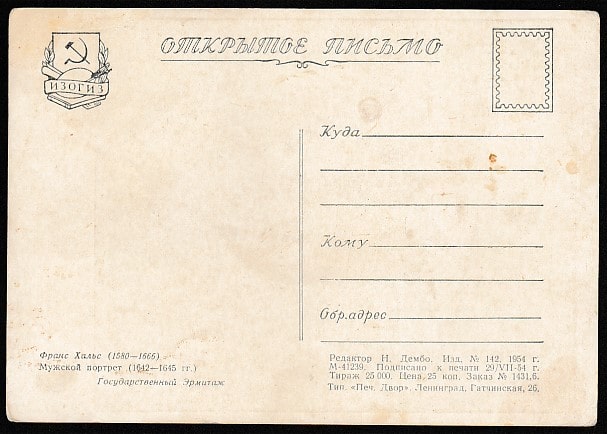 ИЗОГИЗ
ОТКРЫТОЕ ПИСЬМО
Куда
Кому
Обр.адрес
Франс Хальс (1580—1666)
Мужской портрет (1642—1645 гг.)
Государственный Эрмитаж
Редактор Н. Дембо. Изд. № 142, 1954 г.
М-41239. Подписано к печати 29/VII-54 г.
Тираж 25 000. Цена 25 коп. Заказ № 1431,6.
Тип. „Печ. Двор". Ленинград, Гатчинская, 26.